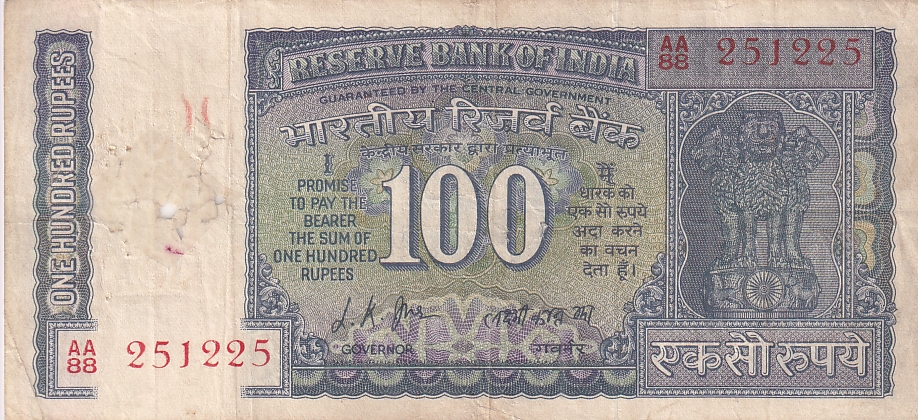 ONE HUNDRED RUPEES
RESERVE BANK OF INDIA
AA
88 251225
GUARANTEED BY THE CENTRAL GOVERNMENT
भारतीय रिज़र्व बैंक
केन्द्रीय सरकार द्वारा प्रत्याभूत
I
PROMISE
TO PAY THE
BEARER
THE SUM OF
ONE HUNDRED
RUPEES
100
मैं
धारक को
एक सौ रुपये
अदा करने
का वचन
देता हूँ।
L. K. Jha
GOVERNOR
गवर्नर
AA
88 251225
एक सौ रुपये